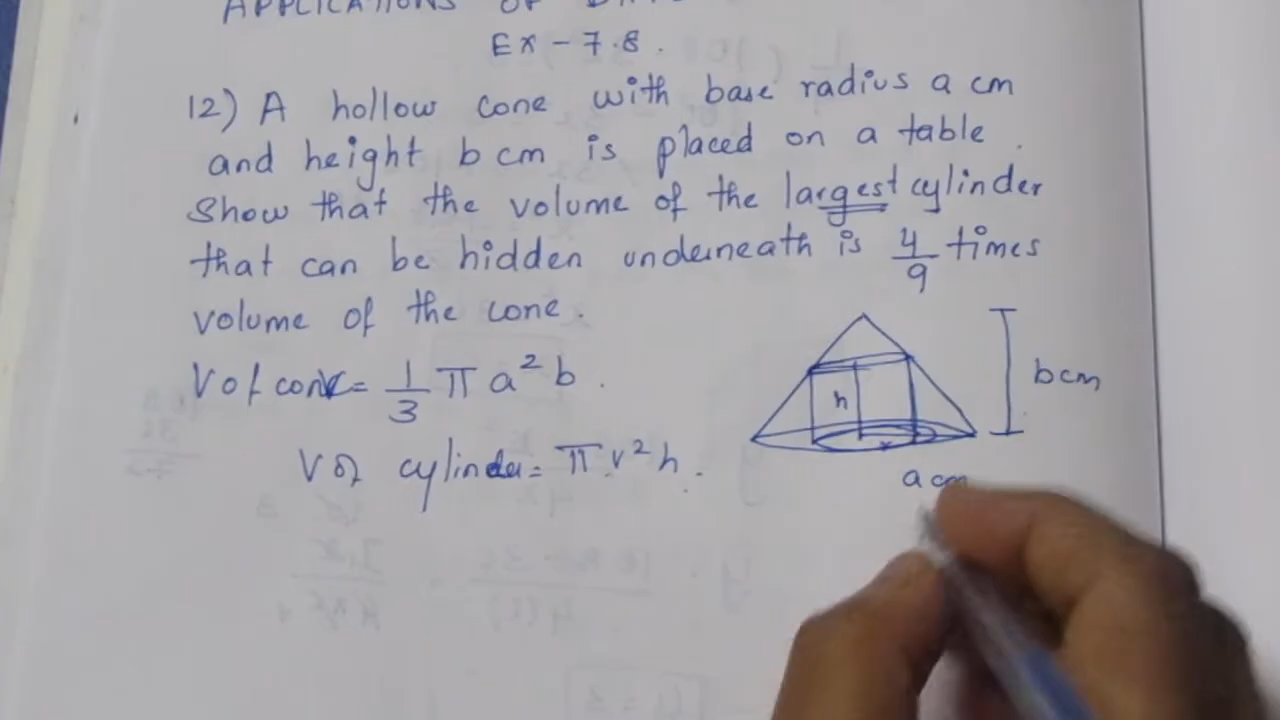 APPLICATIONS OF
Ex - 7.8.
12) A hollow cone with base radius a cm
and height b cm is placed on a table.
Show that the volume of the largest cylinder
that can be hidden underneath is 4/9 times
volume of the cone.
V of cone = 1/3 π a² b.
V of cylinder = π r² h.
h
b cm
r
a cm